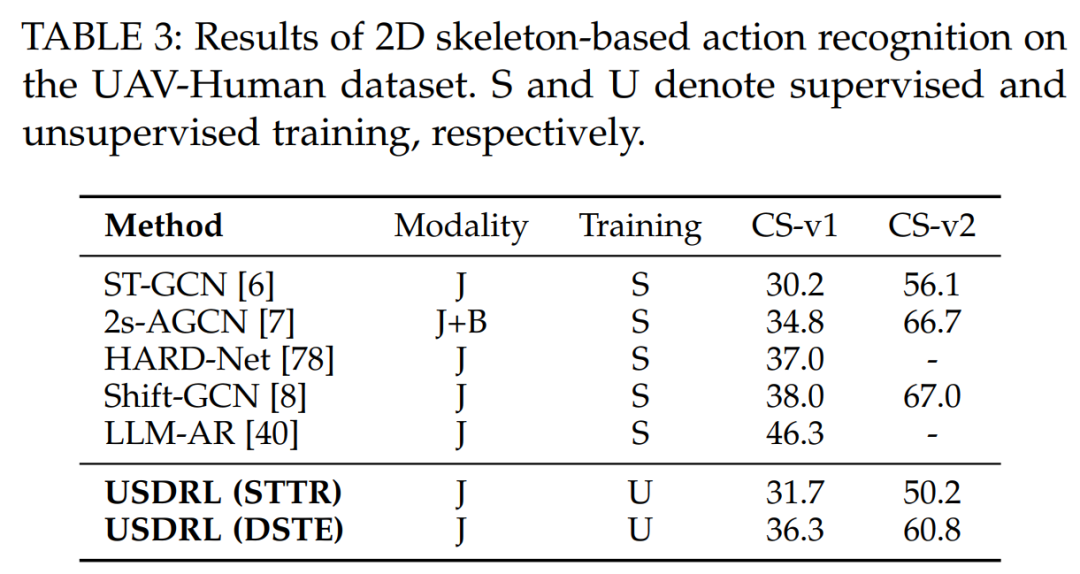 TABLE 3: Results of 2D skeleton-based action recognition on
the UAV-Human dataset. S and U denote supervised and
unsupervised training, respectively.
Method Modality Training CS-v1 CS-v2
ST-GCN [6] J S 30.2 56.1
2s-AGCN [7] J+B S 34.8 66.7
HARD-Net [78] J S 37.0 -
Shift-GCN [8] J S 38.0 67.0
LLM-AR [40] J S 46.3 -
USDRL (STTR) J U 31.7 50.2
USDRL (DSTE) J U 36.3 60.8